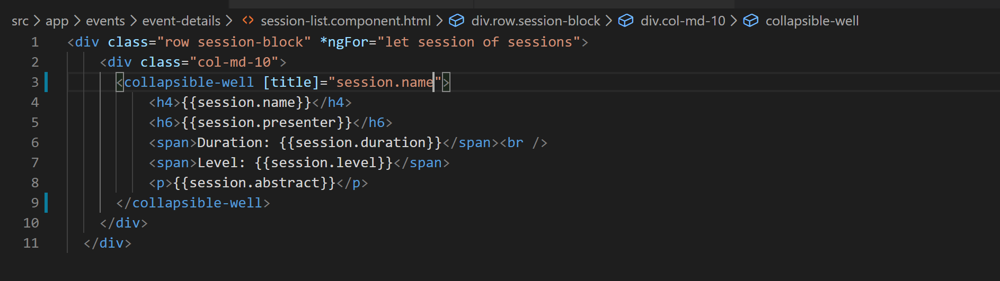 src > app > events > event-details > <> session-list.component.html > div.row.session-block > div.col-md-10 > collapsible-well
1 <div class="row session-block" *ngFor="let session of sessions">
2 <div class="col-md-10">
3 <collapsible-well [title]="session.name">
4 <h4>{{session.name}}</h4>
5 <h6>{{session.presenter}}</h6>
6 <span>Duration: {{session.duration}}</span><br />
7 <span>Level: {{session.level}}</span>
8 <p>{{session.abstract}}</p>
9 </collapsible-well>
10 </div>
11 </div>